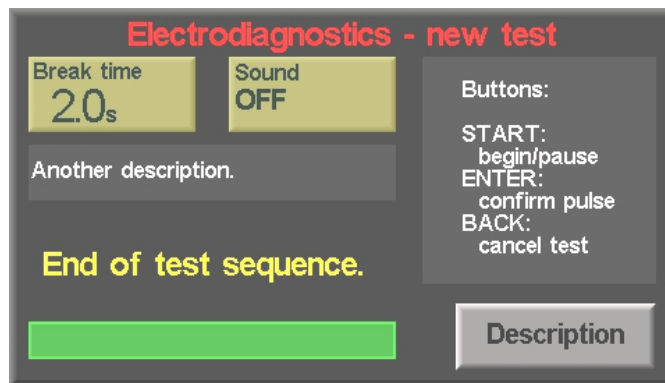 Electrodiagnostics - new test
Break time
2.0s
Sound
OFF
Another description.
End of test sequence.
Buttons:
START:
begin/pause
ENTER:
confirm pulse
BACK:
cancel test
Description